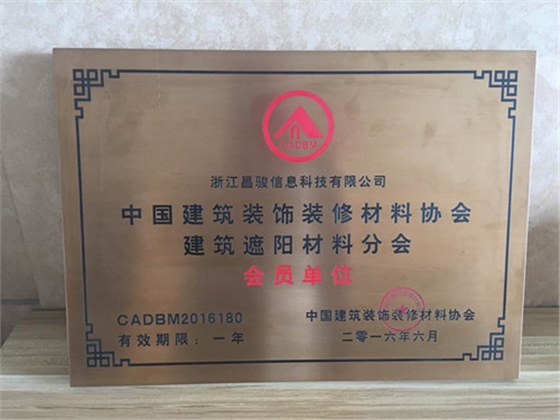 CADBM
浙江昌骏信息科技有限公司
中国建筑装饰装修材料协会
建筑遮阳材料分会
会员单位
CADBM2016180
有效期限：一年
中国建筑装饰装修材料协会
二零一六年六月